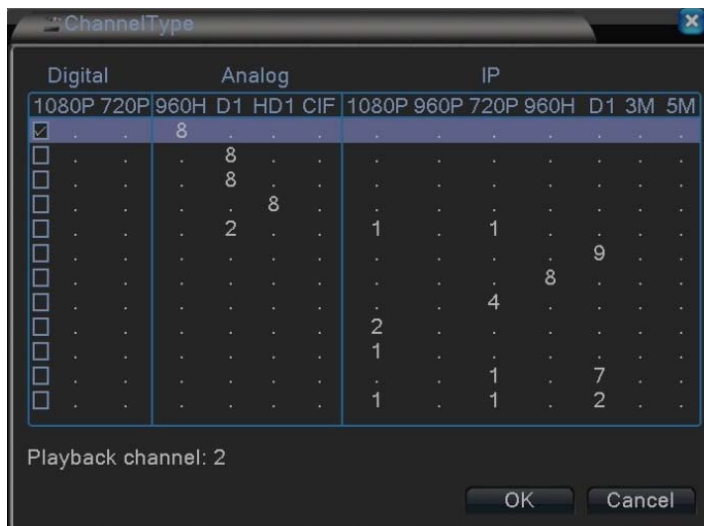 ChannelType
Digital Analog IP
1080P 720P 960H D1 HD1 CIF 1080P 960P 720P 960H D1 3M 5M
. . 8 . . . . . . . . . .
. . . 8 . . . . . . . . .
. . . 8 . . . . . . . . .
. . . . 8 . . . . . . . .
. . . 2 . . 1 . 1 . . . .
. . . . . . . . . . 9 . .
. . . . . . . . . 8 . . .
. . . . . . . . 4 . . . .
. . . . . . 2 . . . . . .
. . . . . . 1 . . . . . .
. . . . . . . . 1 . 7 . .
. . . . . . 1 . 1 . 2 . .
Playback channel: 2
OK Cancel